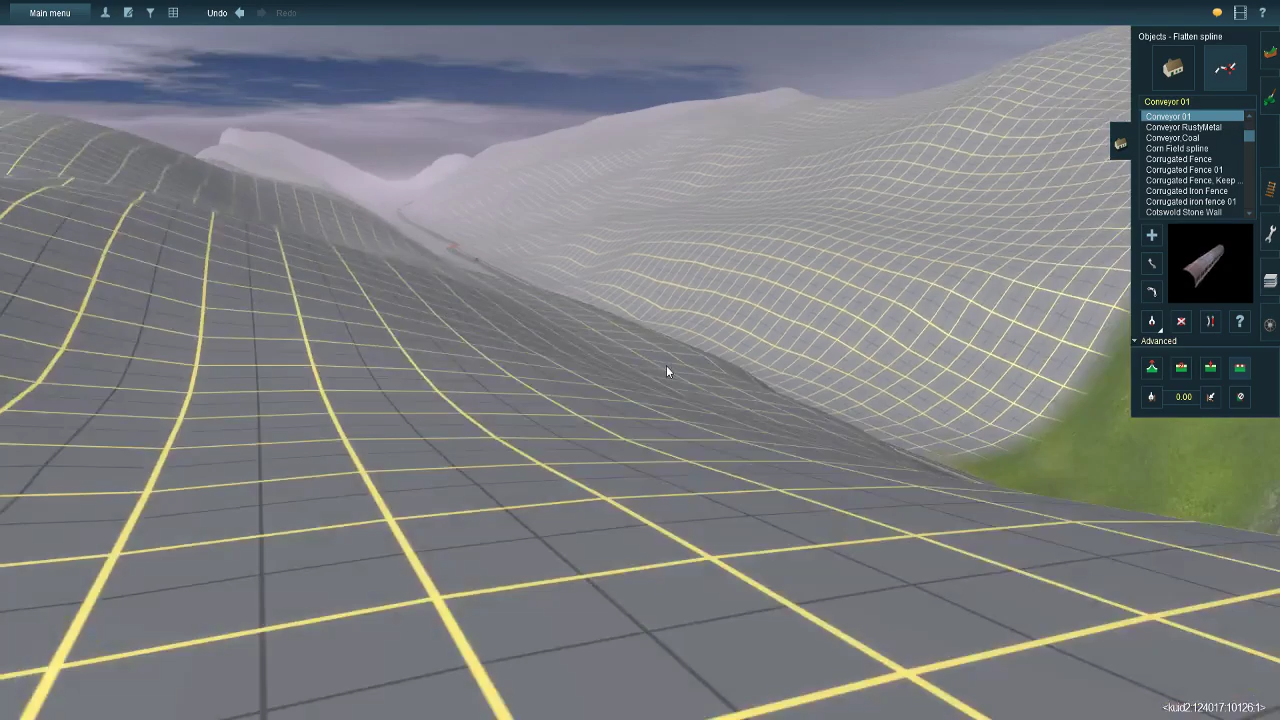 Main menu
Undo
Redo
?
Objects - Flatten spline
Conveyor 01
Conveyor 01
Conveyor RustyMetal
Conveyor,Coal
Corn Field spline
Corrugated Fence
Corrugated Fence 01
Corrugated Fence, Keep ...
Corrugated Iron Fence
Corrugated iron fence 01
Cotswold Stone Wall
?
Advanced
0.00
<kuid2:124017:10126:1>